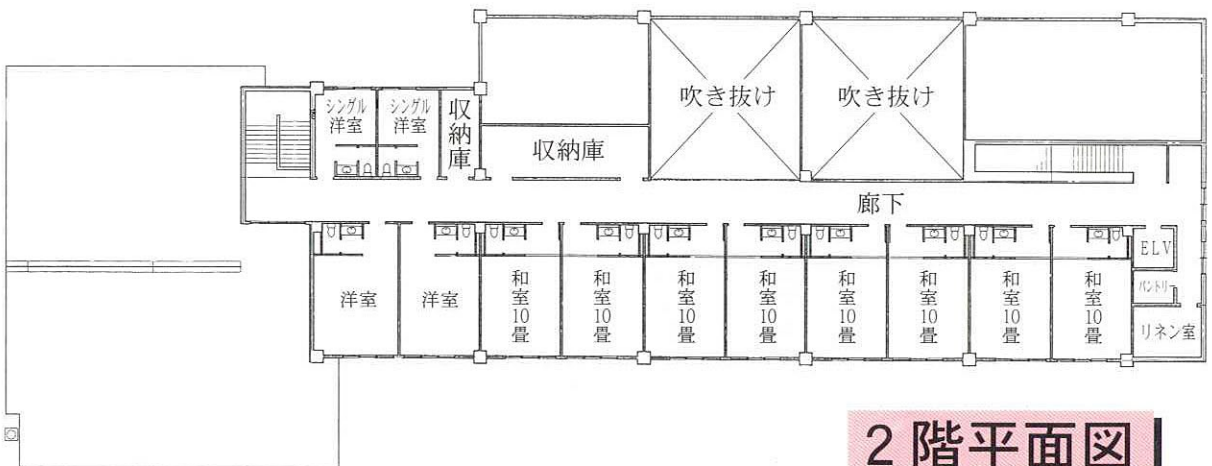 シングル
洋室
シングル
洋室
収納庫
収納庫
吹き抜け
吹き抜け
廊下
洋室
洋室
和室10畳
和室10畳
和室10畳
和室10畳
和室10畳
和室10畳
和室10畳
和室10畳
ELV
パントリー
リネン室
2階平面図